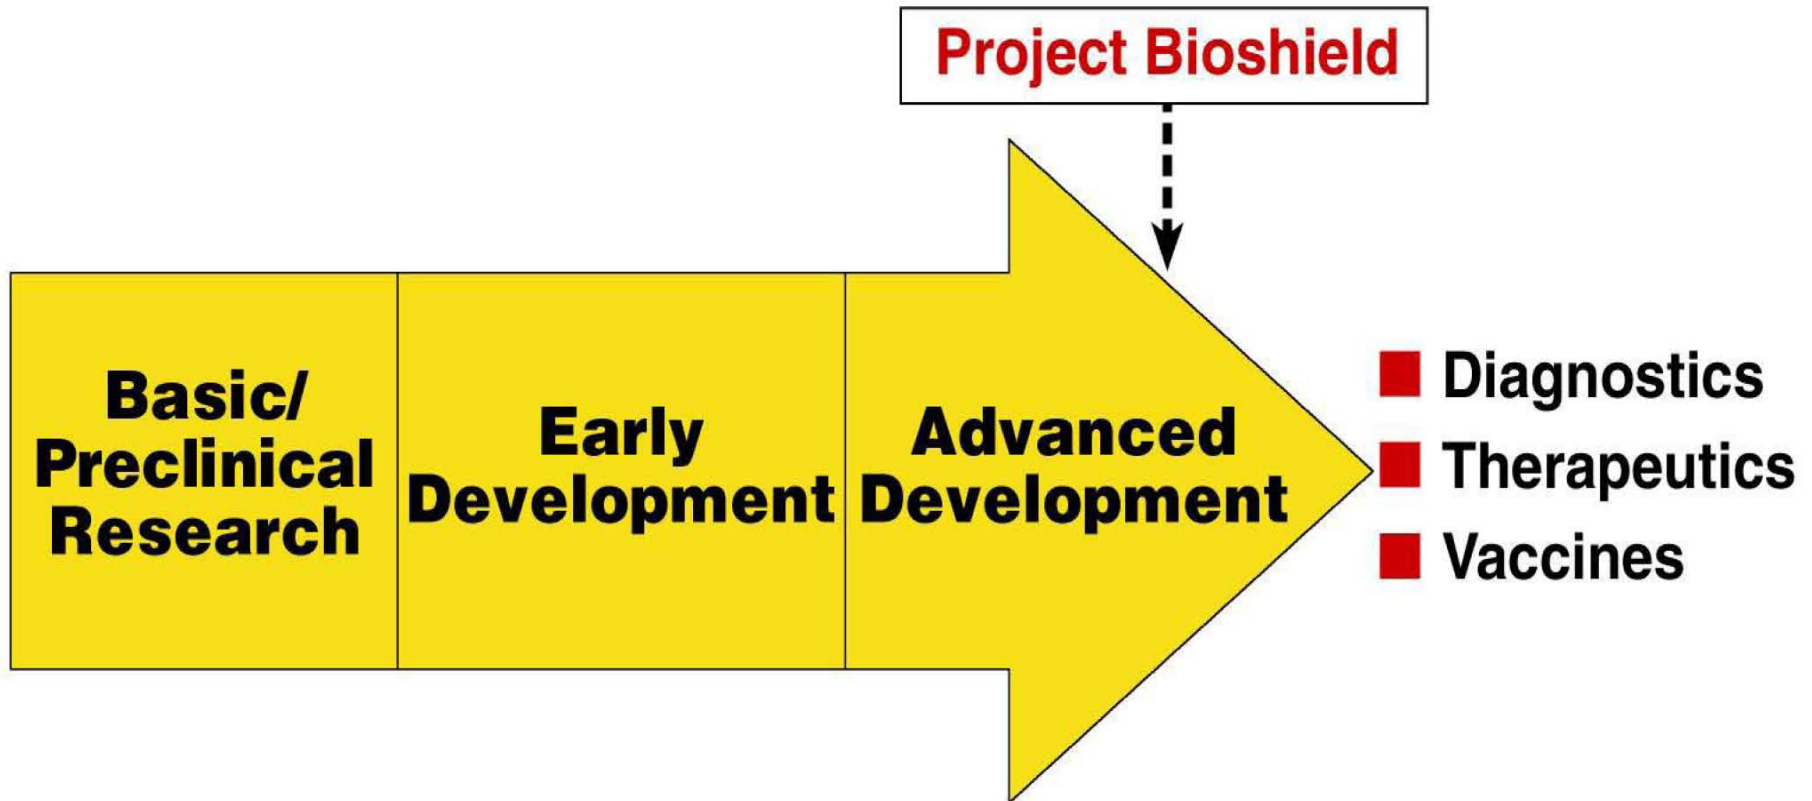 Project Bioshield
Basic/
Preclinical
Research
Early
Development
Advanced
Development
Diagnostics
Therapeutics
Vaccines